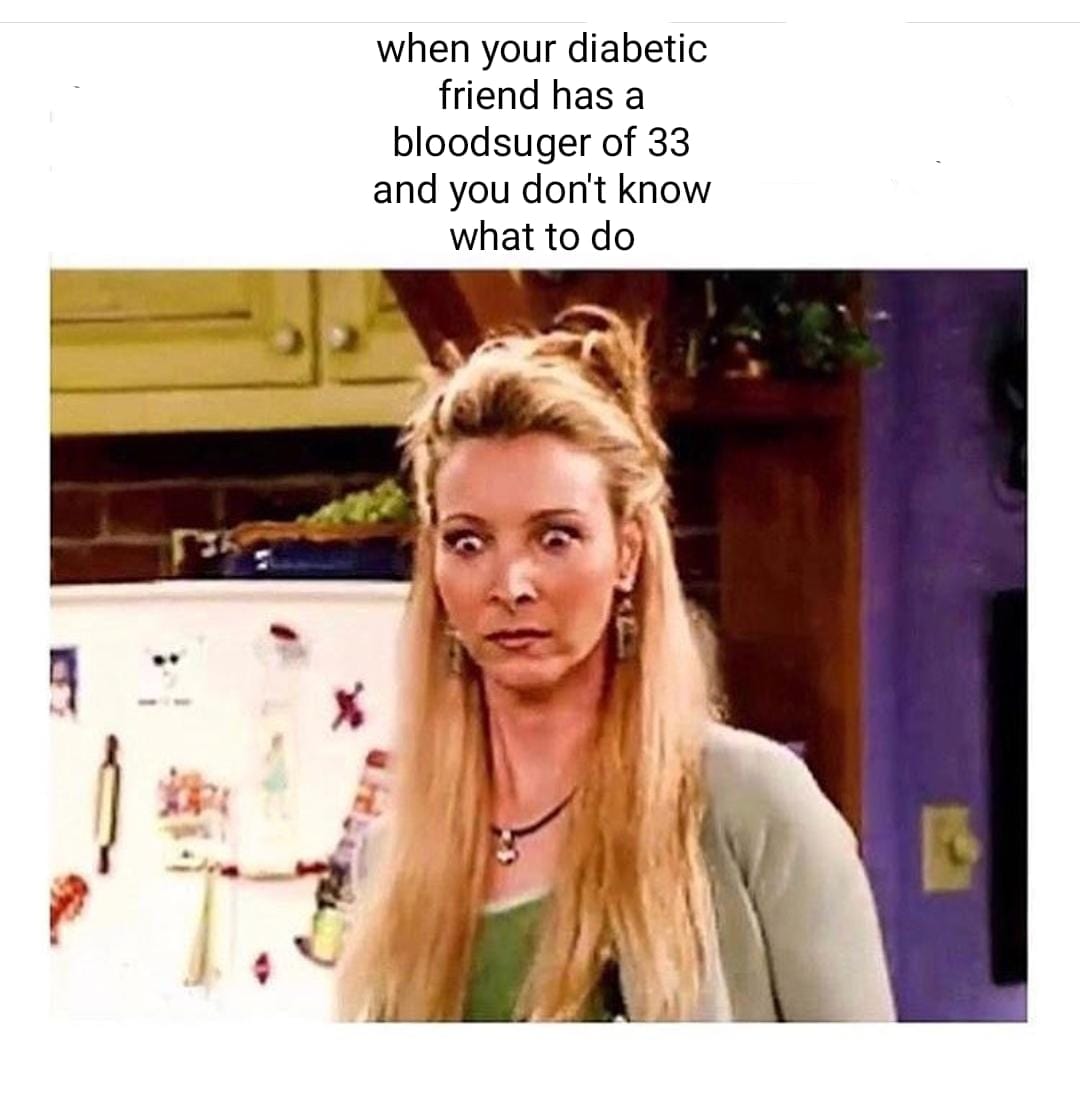 when your diabetic
friend has a
bloodsuger of 33
and you don't know
what to do